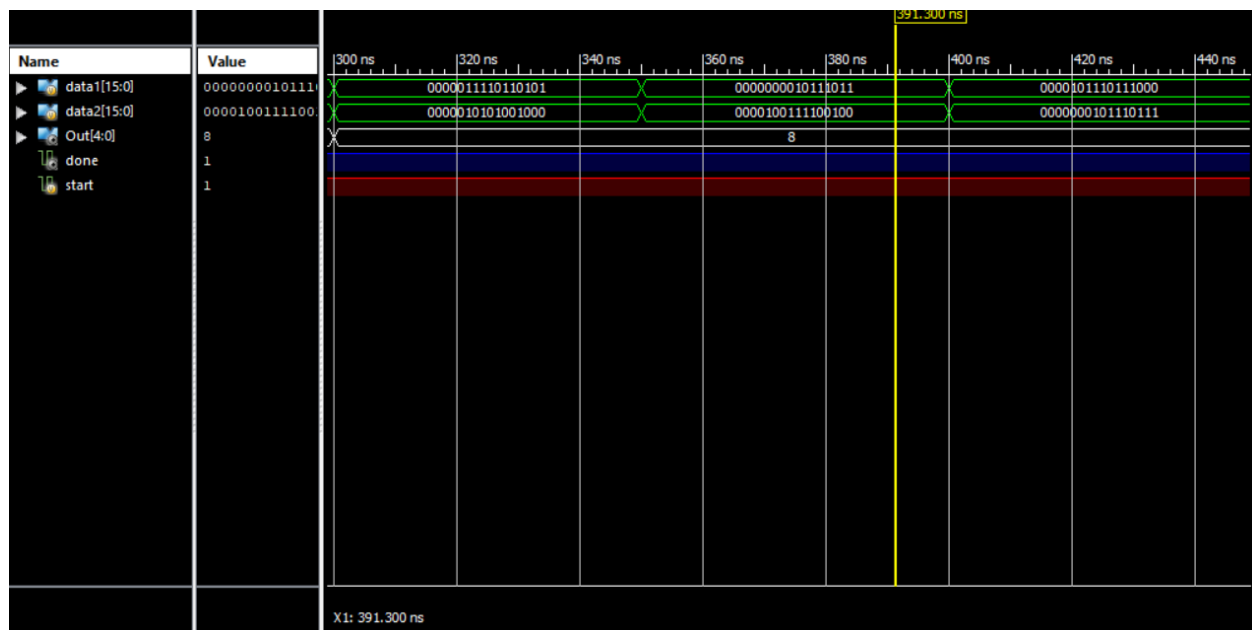 391.300 ns
Name Value 300 ns 320 ns 340 ns 360 ns 380 ns 400 ns 420 ns 440 ns
data1[15:0] 0000000010111 0000011110110101 0000000010111011 0000101110111000
data2[15:0] 0000100111100. 0000010101001000 0000100111100100 0000000101110111
Out[4:0] 8 8
done 1
start 1
X1: 391.300 ns